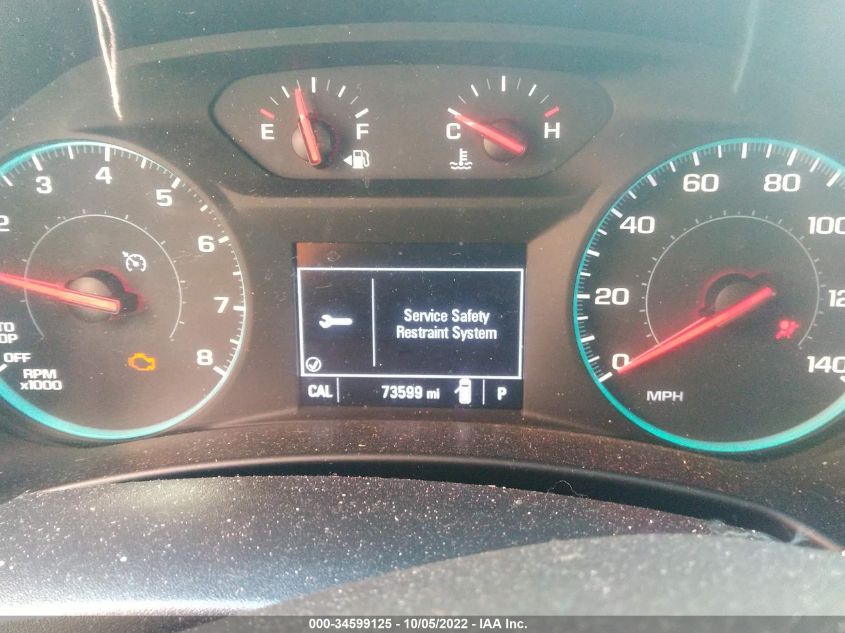 E F
C H
2 3 4 5 6 7 8
OFF
RPM
x1000
Service Safety
Restraint System
CAL 73599 mi P
0 20 40 60 80 100 140
MPH
000-34599125 - 10/05/2022 - IAA Inc.